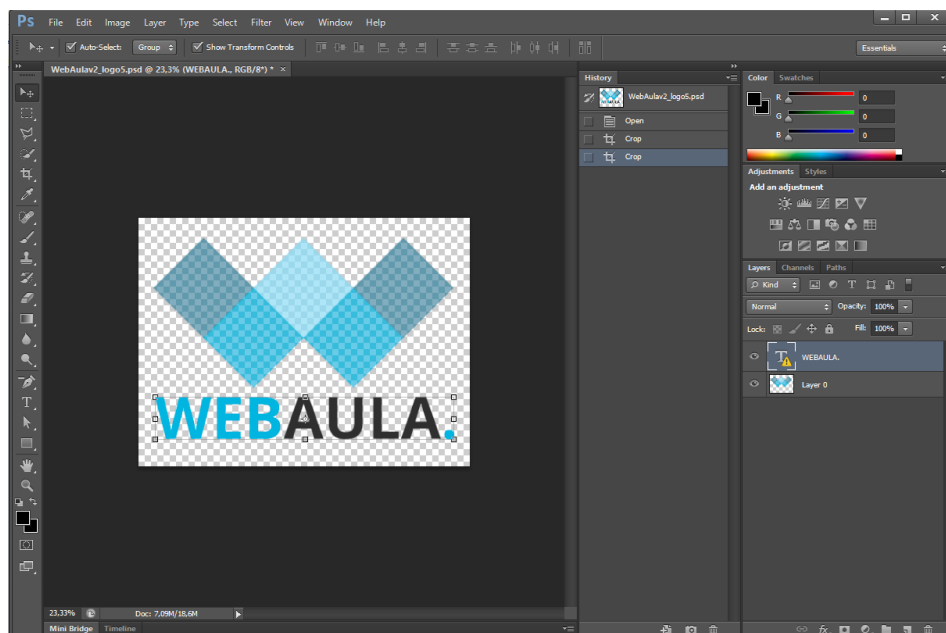 Ps File Edit Image Layer Type Select Filter View Window Help
Auto-Select: Group Show Transform Controls Essentials
WebAulav2_logo5.psd @ 23,3% (WEBAULA., RGB/8*) * ×
History
WebAulav2_logo5.psd
Open
Crop
Crop
Color Swatches
R 0
G 0
B 0
Adjustments Styles
Add an adjustment
Layers Channels Paths
Kind T
Normal Opacity: 100%
Lock: Fill: 100%
T WEBAULA.
Layer 0
WEBAULA.
T
23,33% Doc: 7,09M/18,6M
Mini Bridge Timeline
fx